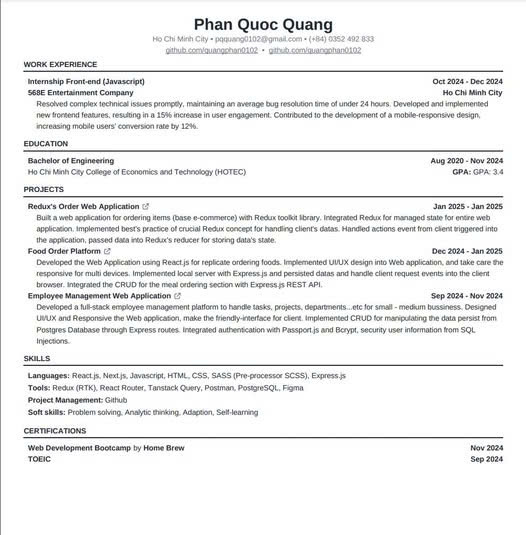 Phan Quoc Quang
Ho Chi Minh City • pqquang0102@gmail.com • (+84) 0352 492 833
github.com/quangphan0102 • github.com/quangphan0102
WORK EXPERIENCE
Internship Front-end (Javascript) Oct 2024 - Dec 2024
568E Entertainment Company Ho Chi Minh City
Resolved complex technical issues promptly, maintaining an average bug resolution time of under 24 hours. Developed and implemented
new frontend features, resulting in a 15% increase in user engagement. Contributed to the development of a mobile-responsive design,
increasing mobile users' conversion rate by 12%.
EDUCATION
Bachelor of Engineering Aug 2020 - Nov 2024
Ho Chi Minh City College of Economics and Technology (HOTEC) GPA: GPA: 3.4
PROJECTS
Redux's Order Web Application Jan 2025 - Jan 2025
Built a web application for ordering items (base e-commerce) with Redux toolkit library. Integrated Redux for managed state for entire web
application. Implemented best's practice of crucial Redux concept for handling client's datas. Handled actions event from client triggered into
the application, passed data into Redux's reducer for storing data's state.
Food Order Platform Dec 2024 - Jan 2025
Developed the Web Application using React.js for replicate ordering foods. Implemented UI/UX design into Web application, and take care the
responsive for multi devices. Implemented local server with Express.js and persisted datas and handle client request events into the client
browser. Integrated the CRUD for the meal ordering section with Express.js REST API.
Employee Management Web Application Sep 2024 - Nov 2024
Developed a full-stack employee management platform to handle tasks, projects, departments...etc for small - medium bussiness. Designed
UI/UX and Responsive the Web application, make the friendly-interface for client. Implemented CRUD for manipulating the data persist from
Postgres Database through Express routes. Integrated authentication with Passport.js and Bcrypt, security user information from SQL
Injections.
SKILLS
Languages: React.js, Next.js, Javascript, HTML, CSS, SASS (Pre-processor SCSS), Express.js
Tools: Redux (RTK), React Router, Tanstack Query, Postman, PostgreSQL, Figma
Project Management: Github
Soft skills: Problem solving, Analytic thinking, Adaption, Self-learning
CERTIFICATIONS
Web Development Bootcamp by Home Brew Nov 2024
TOEIC Sep 2024